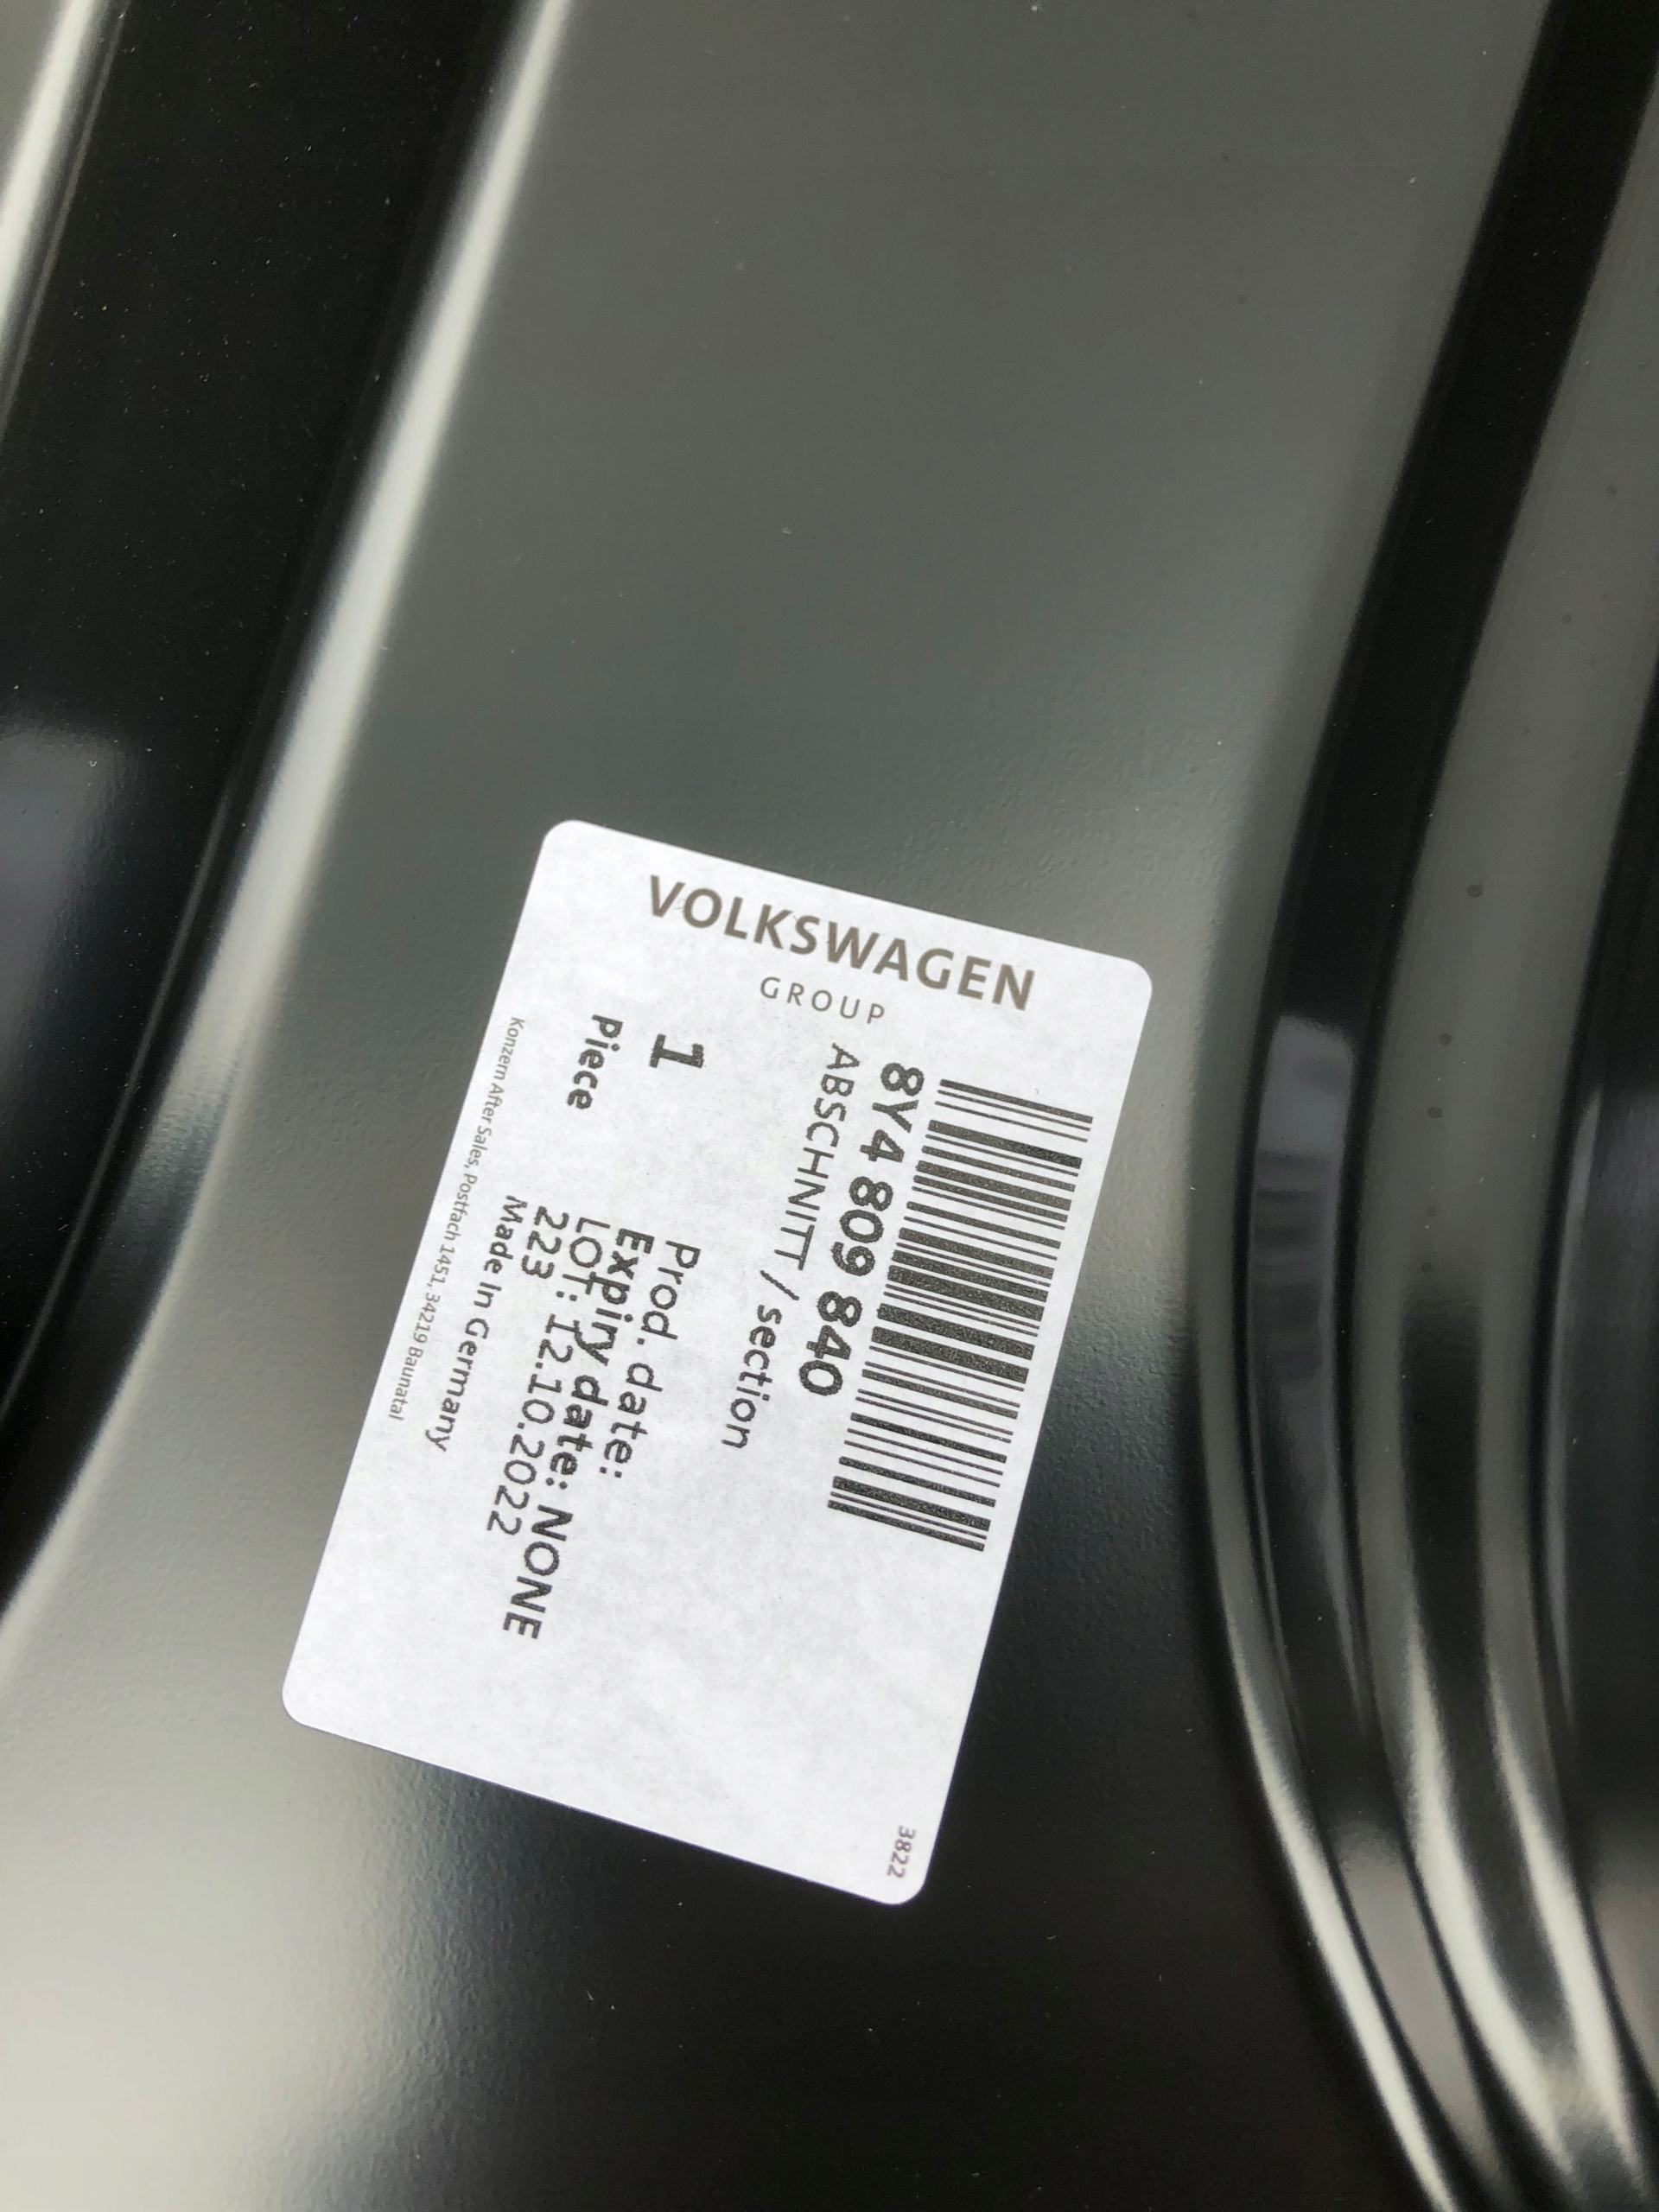 VOLKSWAGEN
GROUP
8Y4 809 840
ABSCHNITT / section
1
Piece
Prod. date:
Expiry date: NONE
LOT: 12.10.2022
223
Made In Germany
Konzern After Sales, Postfach 1451, 34219 Baunatal
3822